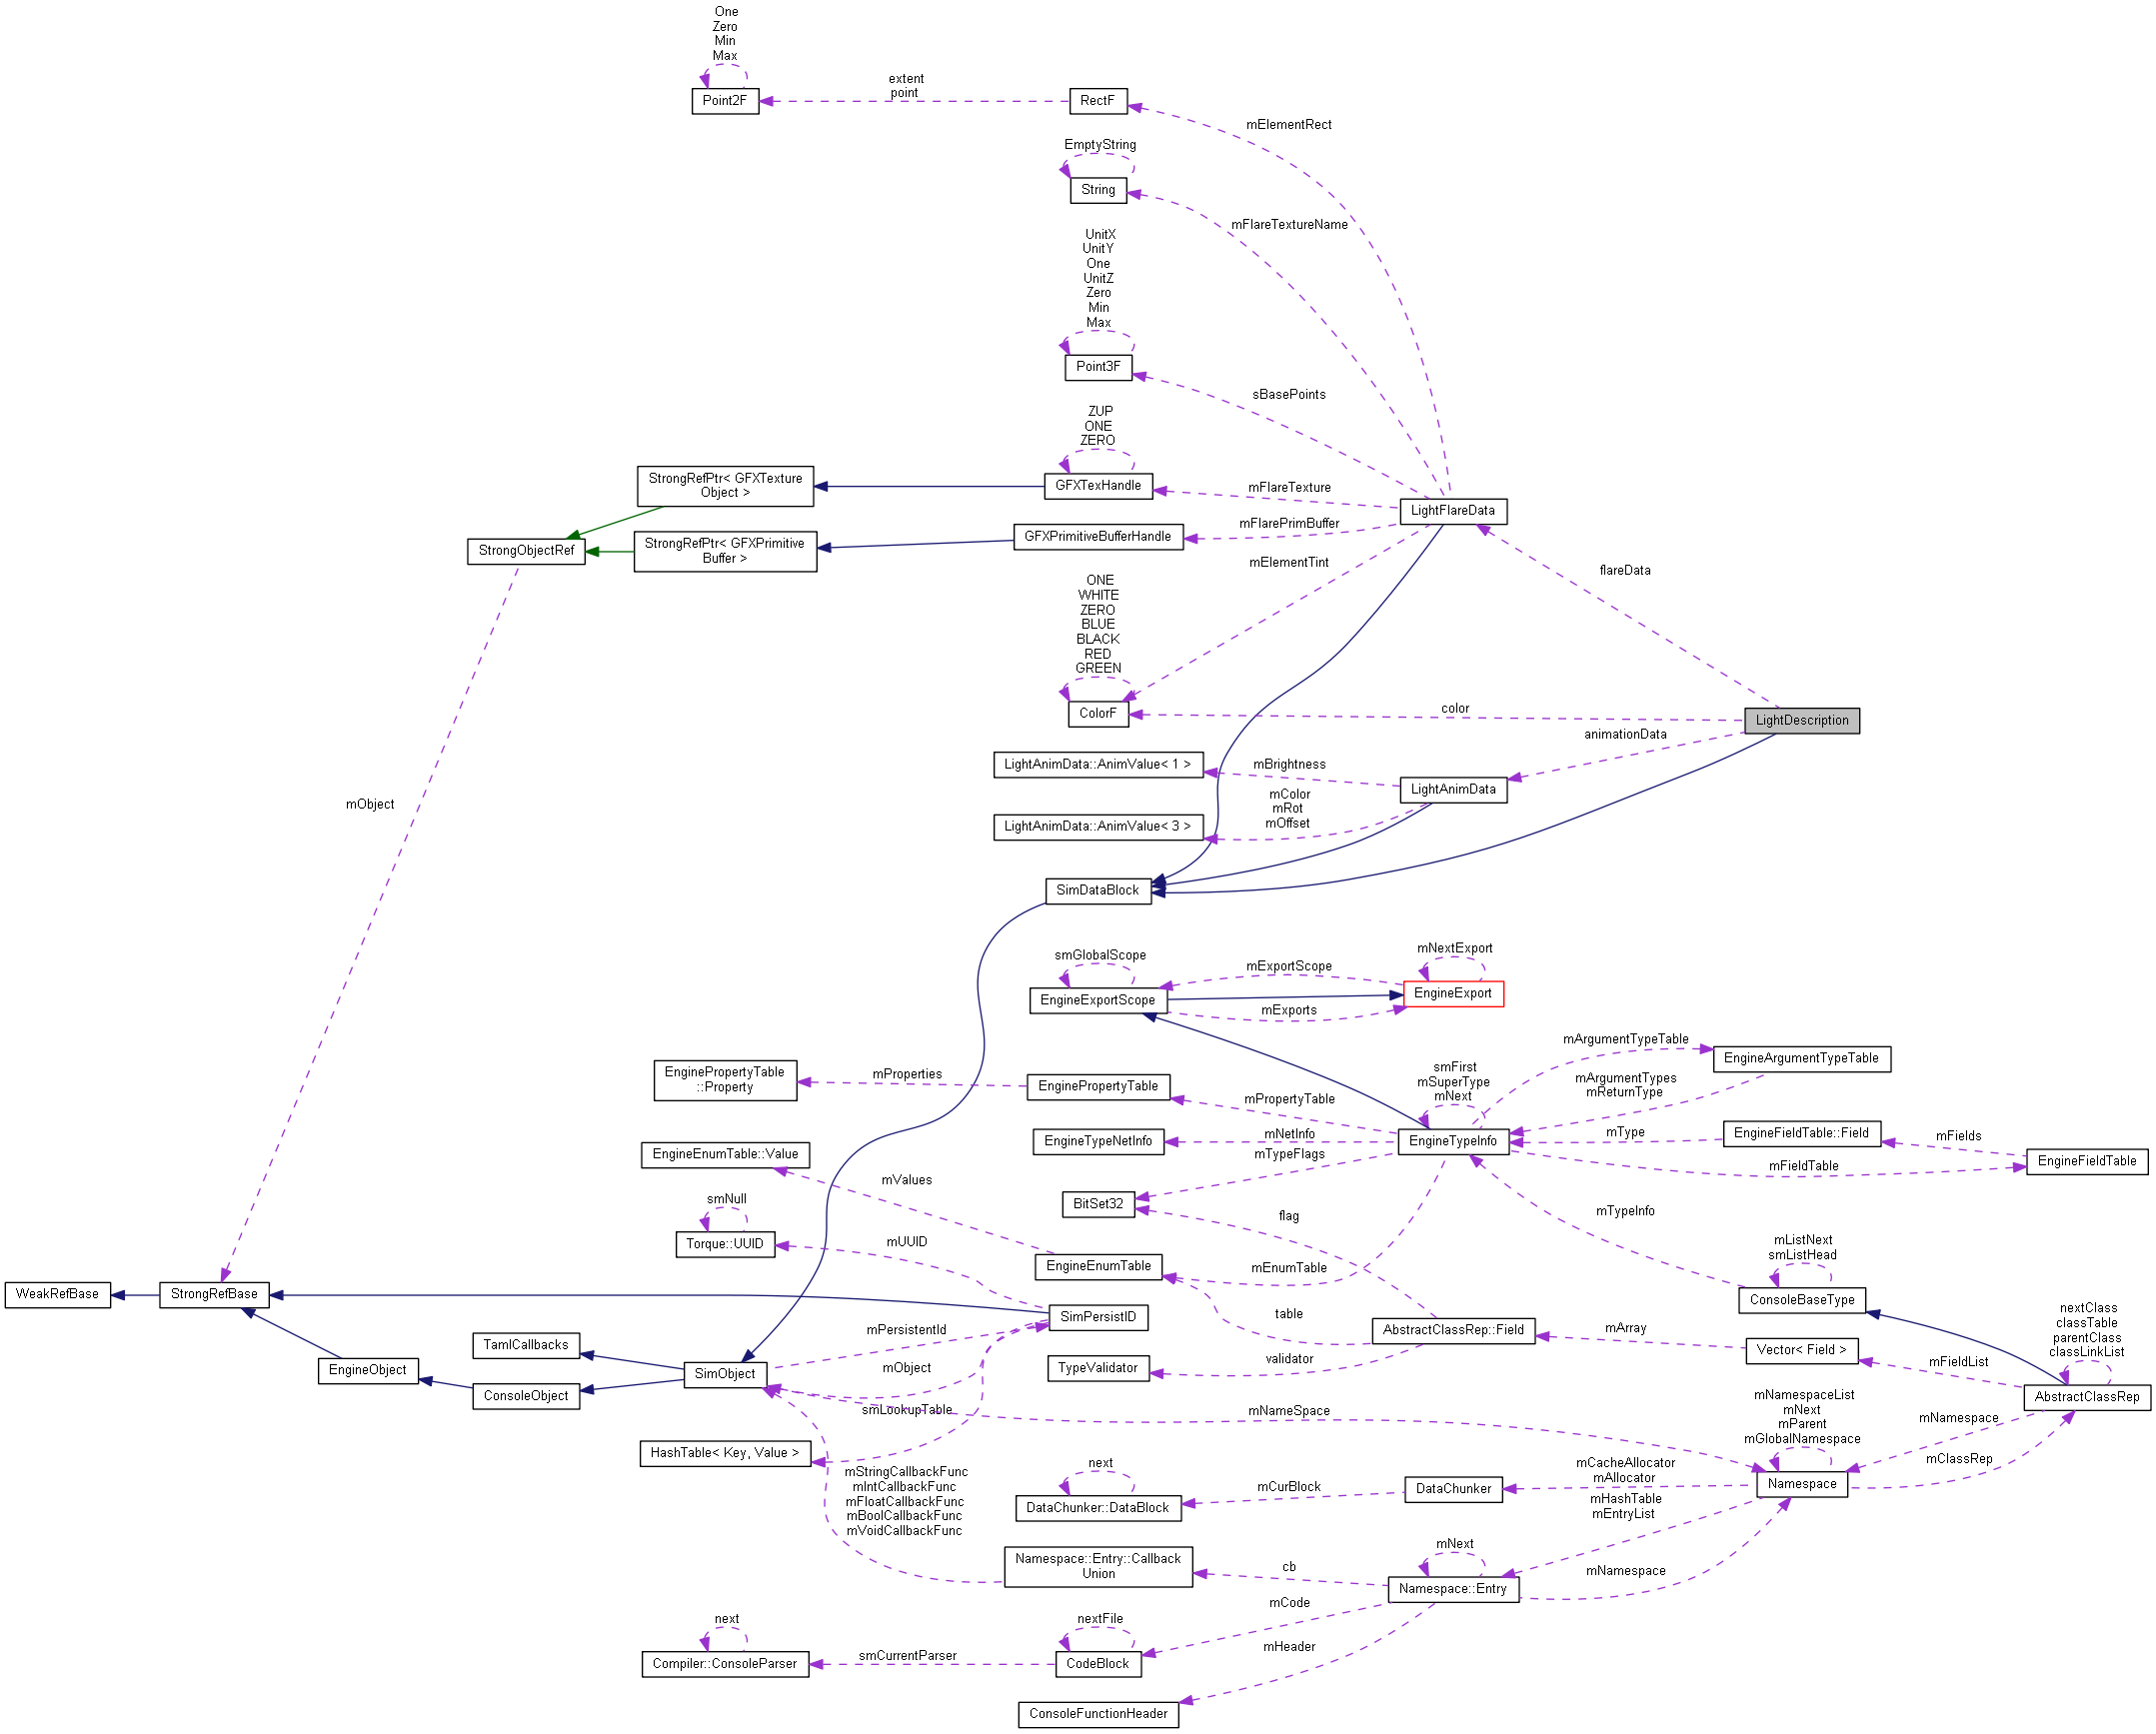 One
Zero
Min
Max
Point2F
extent
point
RectF
mElementRect
EmptyString
String
mFlareTextureName
UnitX
UnitY
One
UnitZ
Zero
Min
Max
Point3F
sBasePoints
ZUP
ONE
ZERO
StrongRefPtr< GFXTexture
Object >
GFXTexHandle
mFlareTexture
LightFlareData
StrongObjectRef
StrongRefPtr< GFXPrimitive
Buffer >
GFXPrimitiveBufferHandle
mFlarePrimBuffer
mElementTint
flareData
ONE
WHITE
ZERO
BLUE
BLACK
RED
GREEN
ColorF
color
LightDescription
animationData
LightAnimData::AnimValue< 1 >
mBrightness
LightAnimData
mColor
mRot
mOffset
LightAnimData::AnimValue< 3 >
mObject
SimDataBlock
smGlobalScope
EngineExportScope
mExportScope
mExports
mNextExport
EngineExport
mArgumentTypeTable
EngineArgumentTypeTable
mArgumentTypes
mReturnType
EnginePropertyTable
::Property
mProperties
EnginePropertyTable
mPropertyTable
smFirst
mSuperType
mNext
EngineTypeInfo
EngineTypeNetInfo
mNetInfo
mTypeFlags
mType
EngineFieldTable::Field
mFields
EngineFieldTable
mFieldTable
EngineEnumTable::Value
mValues
BitSet32
flag
mTypeInfo
smNull
Torque::UUID
mUUID
EngineEnumTable
mEnumTable
mListNext
smListHead
ConsoleBaseType
WeakRefBase
StrongRefBase
SimPersistID
table
AbstractClassRep::Field
mArray
Vector< Field >
mFieldList
nextClass
classTable
parentClass
classLinkList
AbstractClassRep
TamlCallbacks
mPersistentId
EngineObject
SimObject
mObject
TypeValidator
validator
ConsoleObject
smLookupTable
mNameSpace
mNamespaceList
mNext
mParent
mGlobalNamespace
mNamespace
mClassRep
HashTable< Key, Value >
Namespace
mStringCallbackFunc
mIntCallbackFunc
mFloatCallbackFunc
mBoolCallbackFunc
mVoidCallbackFunc
next
DataChunker::DataBlock
mCurBlock
DataChunker
mCacheAllocator
mAllocator
mHashTable
mEntryList
Namespace::Entry::Callback
Union
cb
mNext
Namespace::Entry
mNamespace
mCode
next
Compiler::ConsoleParser
smCurrentParser
nextFile
CodeBlock
mHeader
ConsoleFunctionHeader